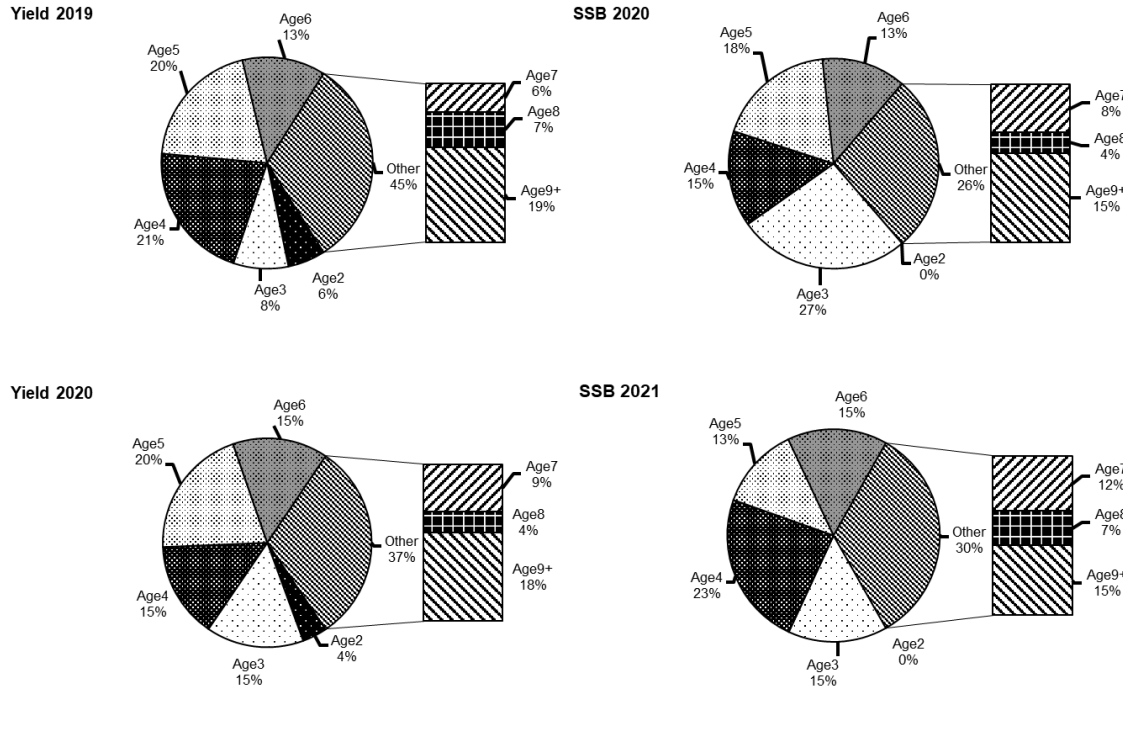 Yield 2019
Age6
13%
Age5
20%
Age7
6%
Age8
7%
Other
45%
Age9+
19%
Age4
21%
Age3
8%
Age2
6%
SSB 2020
Age6
13%
Age5
18%
Age7
8%
Age8
4%
Age4
15%
Other
26%
Age9+
15%
Age2
0%
Age3
27%
Yield 2020
Age6
15%
Age5
20%
Age7
9%
Age8
4%
Other
37%
Age9+
18%
Age4
15%
Age2
4%
Age3
15%
SSB 2021
Age6
15%
Age5
13%
Age7
12%
Age8
7%
Other
30%
Age4
23%
Age9+
15%
Age2
0%
Age3
15%